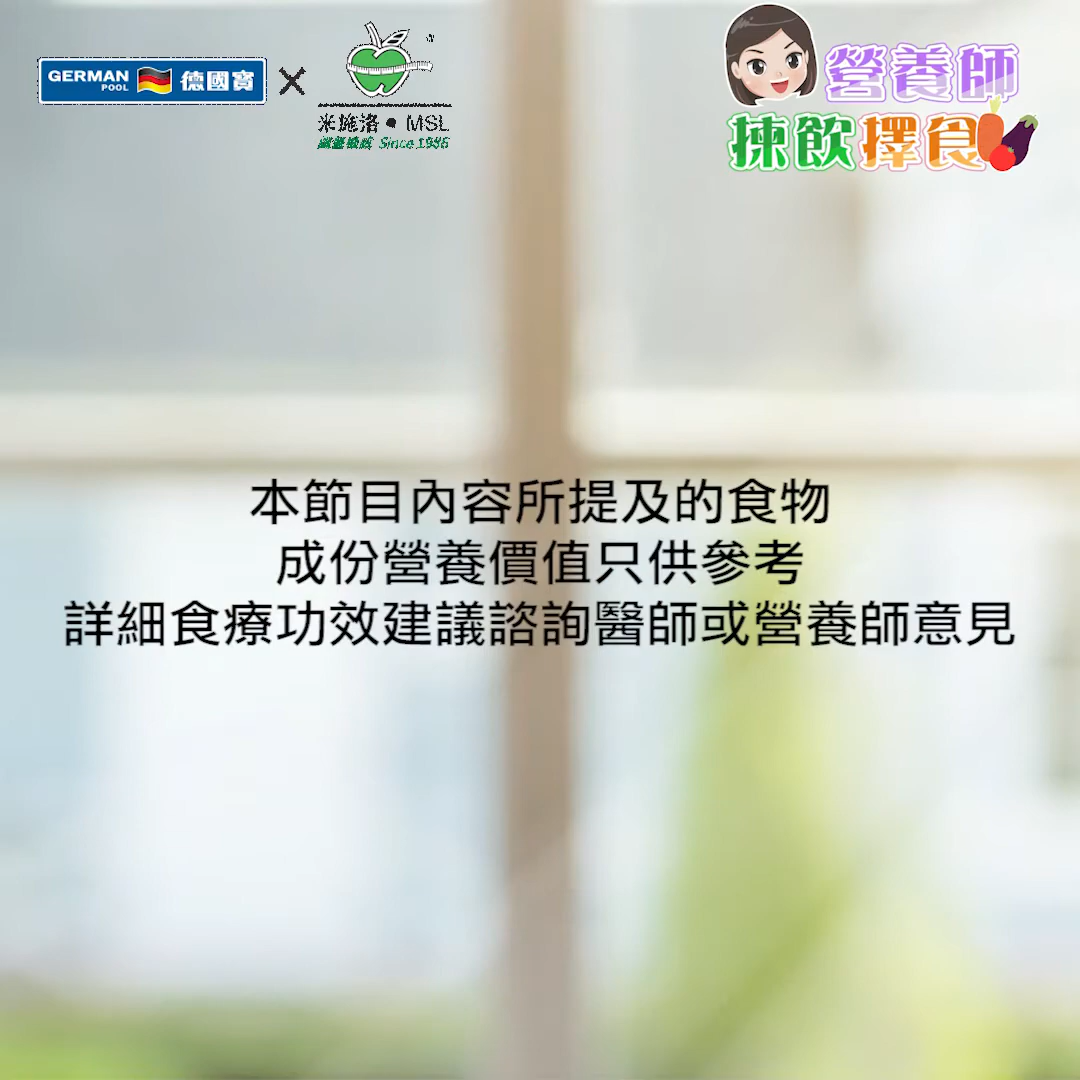 GERMAN POOL 德國寶
米施洛 • MSL
Since 1986
營養師
揀飲擇食
本節目內容所提及的食物
成份營養價值只供參考
詳細食療功效建議諮詢醫師或營養師意見